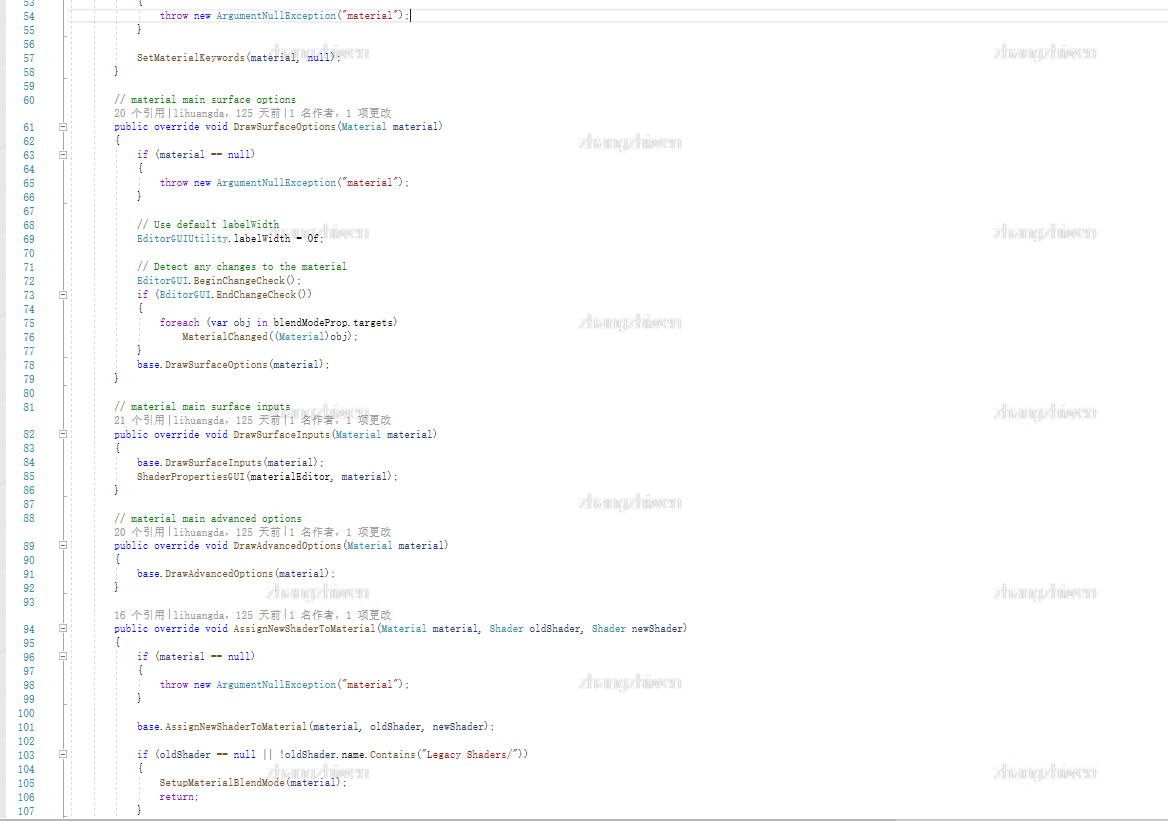 53 {
54 throw new ArgumentNullException("material");
55 }
56
57 SetMaterialKeywords(material, null);
58 }
59
60 // material main surface options
20 个引用|lihuangda, 125 天前|1 名作者, 1 项更改
61 public override void DrawSurfaceOptions(Material material)
62 {
63 if (material == null)
64 {
65 throw new ArgumentNullException("material");
66 }
67
68 // Use default labelWidth
69 EditorGUIUtility.labelWidth = 0f;
70
71 // Detect any changes to the material
72 EditorGUI.BeginChangeCheck();
73 if (EditorGUI.EndChangeCheck())
74 {
75 foreach (var obj in blendModeProp.targets)
76 MaterialChanged((Material)obj);
77 }
78 base.DrawSurfaceOptions(material);
79 }
80
81 // material main surface inputs
21 个引用|lihuangda, 125 天前|1 名作者, 1 项更改
82 public override void DrawSurfaceInputs(Material material)
83 {
84 base.DrawSurfaceInputs(material);
85 ShaderPropertiesGUI(materialEditor, material);
86 }
87
88 // material main advanced options
20 个引用|lihuangda, 125 天前|1 名作者, 1 项更改
89 public override void DrawAdvancedOptions(Material material)
90 {
91 base.DrawAdvancedOptions(material);
92 }
93
16 个引用|lihuangda, 125 天前|1 名作者, 1 项更改
94 public override void AssignNewShaderToMaterial(Material material, Shader oldShader, Shader newShader)
95 {
96 if (material == null)
97 {
98 throw new ArgumentNullException("material");
99 }
100
101 base.AssignNewShaderToMaterial(material, oldShader, newShader);
102
103 if (oldShader == null || !oldShader.name.Contains("Legacy Shaders/"))
104 {
105 SetupMaterialBlendMode(material);
106 return;
107 }